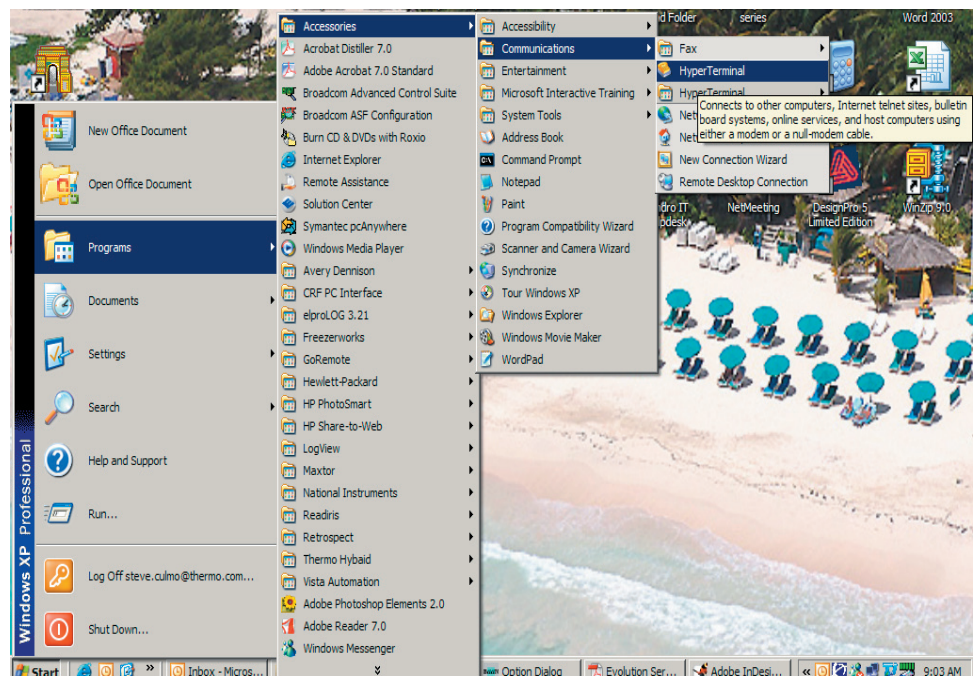 New Office Document
Open Office Document
Programs
Documents
Settings
Search
Help and Support
Run...
Log Off steve.culmo@thermo.com...
Shut Down...
Windows XP Professional
Accessories
Acrobat Distiller 7.0
Adobe Acrobat 7.0 Standard
Broadcom Advanced Control Suite
Broadcom ASF Configuration
Burn CD & DVDs with Roxio
Internet Explorer
Remote Assistance
Solution Center
Symantec pcAnywhere
Windows Media Player
Avery Dennison
CRF PC Interface
elproLOG 3.21
Freezerworks
GoRemote
Hewlett-Packard
HP PhotoSmart
HP Share-to-Web
LogView
Maxtor
National Instruments
Readiris
Retrospect
Thermo Hybaid
Vista Automation
Adobe Photoshop Elements 2.0
Adobe Reader 7.0
Windows Messenger
Accessibility
Communications
Entertainment
Microsoft Interactive Training
System Tools
Address Book
Command Prompt
Notepad
Paint
Program Compatibility Wizard
Scanner and Camera Wizard
Synchronize
Tour Windows XP
Windows Explorer
Windows Movie Maker
WordPad
Fax
HyperTerminal
HyperTerminal
Net
Net
New Connection Wizard
Remote Desktop Connection
Connects to other computers, Internet telnet sites, bulletin
board systems, online services, and host computers using
either a modem or a null-modem cable.
Folder
series
Word 2003
dro IT
pdesk
NetMeeting
DesignPro 5
Limited Edition
WinZip 9.0
Start
Inbox - Micros...
Option Dialog
Evolution Ser...
Adobe InDesi...
9:03 AM